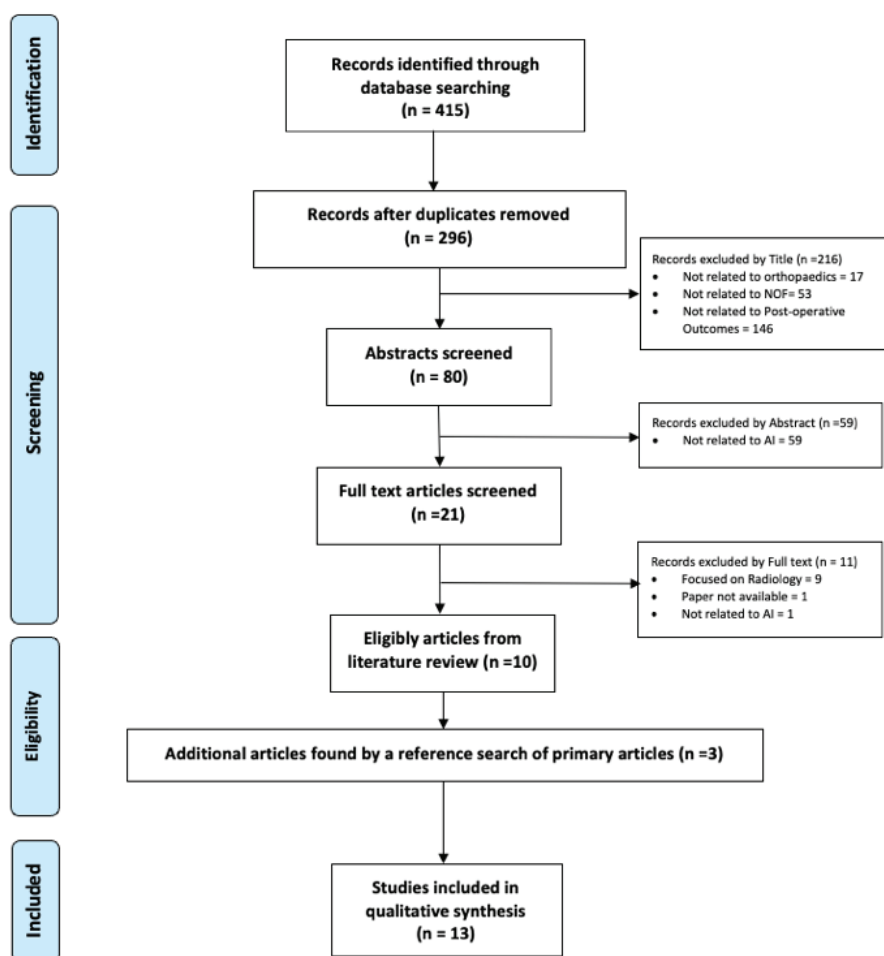 Identification
Records identified through
database searching
(n = 415)
Screening
Records after duplicates removed
(n = 296)
Records excluded by Title (n =216)
• Not related to orthopaedics = 17
• Not related to NOF= 53
• Not related to Post-operative
Outcomes = 146
Abstracts screened
(n = 80)
Records excluded by Abstract (n =59)
• Not related to AI = 59
Full text articles screened
(n =21)
Records excluded by Full text (n = 11)
• Focused on Radiology = 9
• Paper not available = 1
• Not related to AI = 1
Eligibly articles from
literature review (n =10)
Eligibility
Additional articles found by a reference search of primary articles (n =3)
Included
Studies included in
qualitative synthesis
(n = 13)